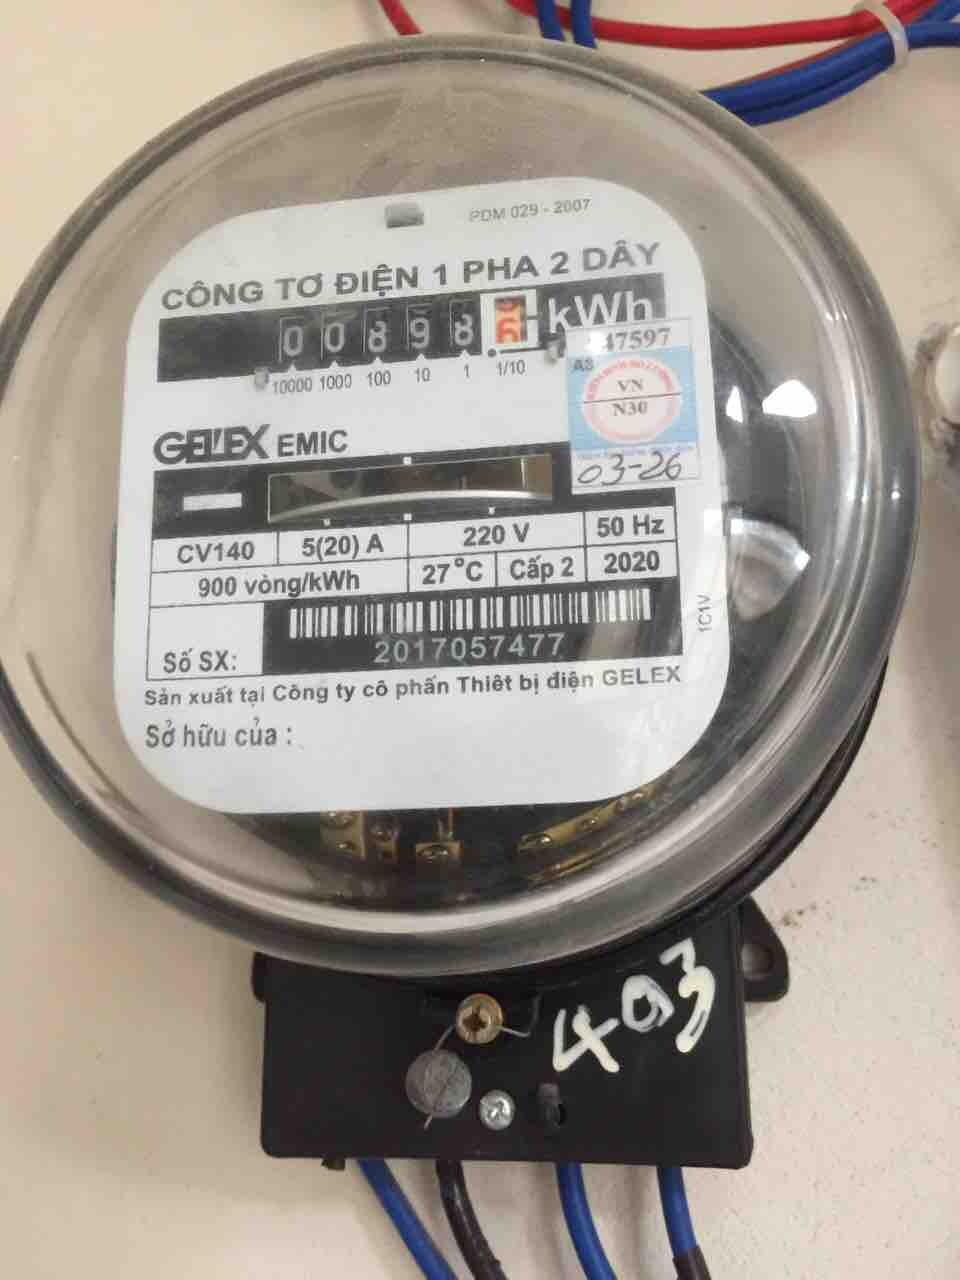 PDM 029 - 2007
CÔNG TƠ ĐIỆN 1 PHA 2 DÂY
0 0 8 9 8 kWh
10000 1000 100 10 1 1/10
47597
A3
VN
N30
03-26
GELEX EMIC
CV140 5(20) A 220 V 50 Hz
900 vòng/kWh 27°C Cấp 2 2020
2017057477
Số SX:
1C1V
Sản xuất tại Công ty cổ phần Thiết bị điện GELEX
Sở hữu của :
403